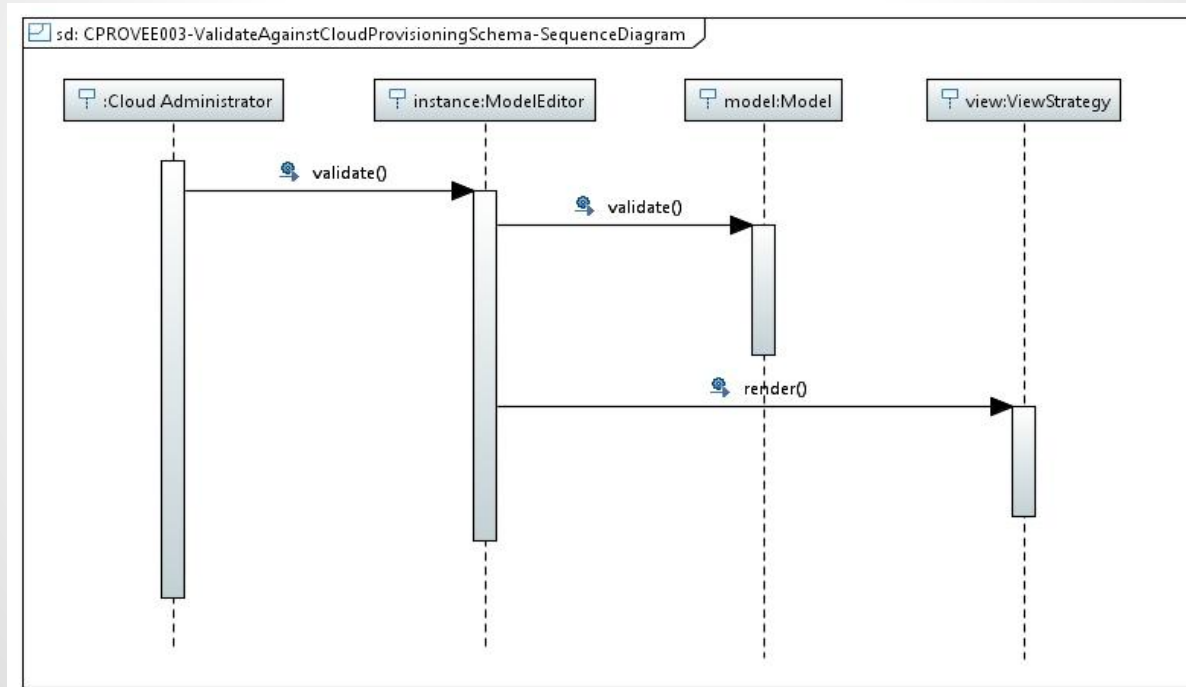 sd: CPROVEE003-ValidateAgainstCloudProvisioningSchema-SequenceDiagram
:Cloud Administrator
instance:ModelEditor
model:Model
view:ViewStrategy
validate()
validate()
render()